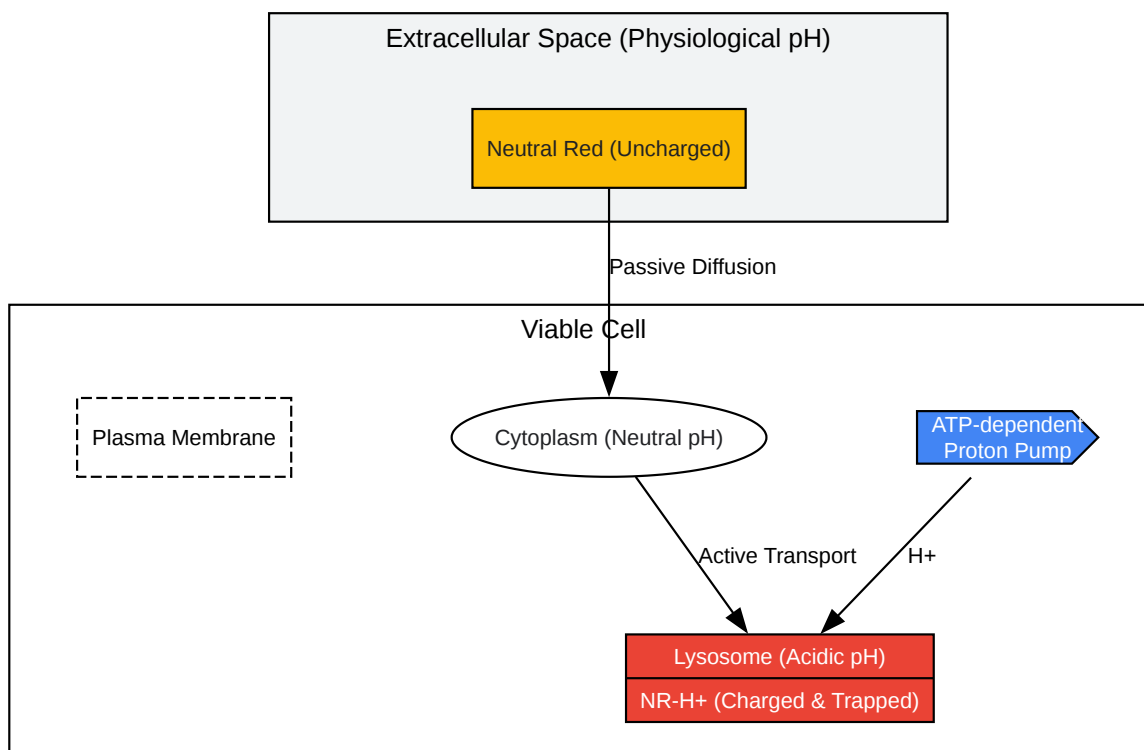 Extracellular Space (Physiological pH)
Neutral Red (Uncharged)
Passive Diffusion
Viable Cell
Plasma Membrane
Cytoplasm (Neutral pH)
ATP-dependent
Proton Pump
Active Transport
H+
Lysosome (Acidic pH)
NR-H+ (Charged & Trapped)